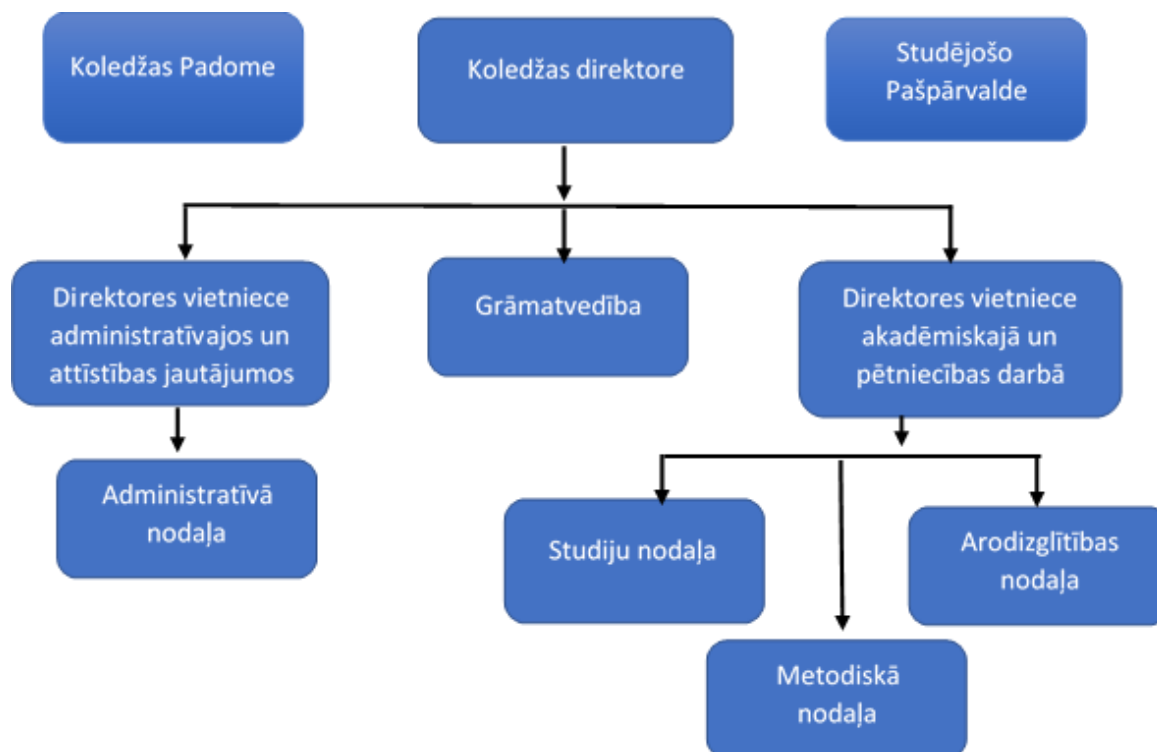 Koledžas Padome
Koledžas direktore
Studējošo
Pašpārvalde
Direktores vietniece
administratīvajos un
attīstības jautājumos
Grāmatvedība
Direktores vietniece
akadēmiskajā un
pētniecības darbā
Administratīvā
nodaļa
Studiju nodaļa
Arodizglītības
nodaļa
Metodiskā
nodaļa